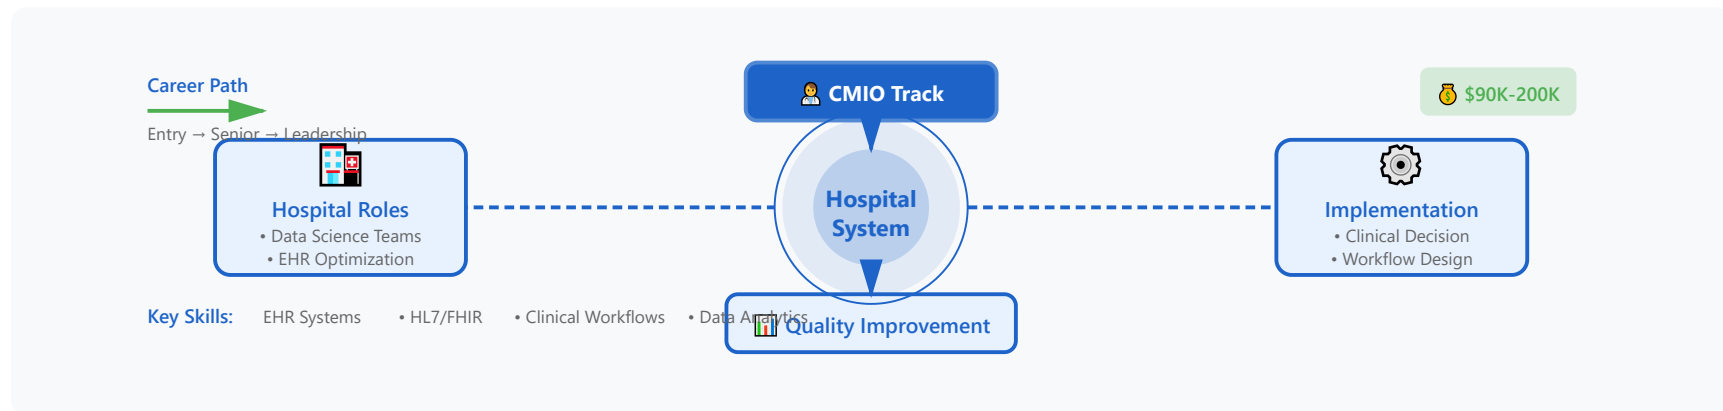 Career Path
Entry → Senior → Leadership
CMIO Track
$90K-200K
Hospital Roles
• Data Science Teams
• EHR Optimization
Hospital
System
Implementation
• Clinical Decision
• Workflow Design
Key Skills: EHR Systems • HL7/FHIR • Clinical Workflows • Data Analytics
Quality Improvement